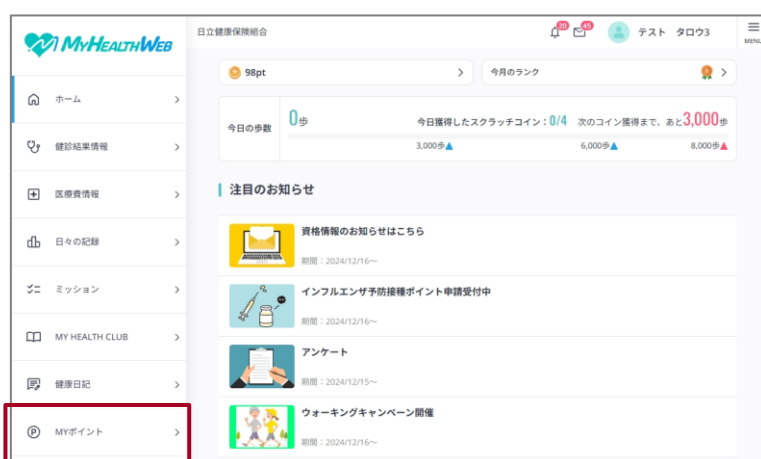 MYHEALTHWEB
日立健康保険組合
20
45
テスト タロウ3
MENU
ホーム
健診結果情報
医療費情報
日々の記録
ミッション
MY HEALTH CLUB
健康日記
MYポイント
98pt
今月のランク
今日の歩数
0歩
今日獲得したスクラッチコイン：0/4 次のコイン獲得まで、あと3,000歩
3,000歩▲ 6,000歩▲ 8,000歩▲
注目のお知らせ
資格情報のお知らせはこちら
期間：2024/12/16～
インフルエンザ予防接種ポイント申請受付中
期間：2024/12/16～
アンケート
期間：2024/12/15～
ウォーキングキャンペーン開催
期間：2024/12/16～